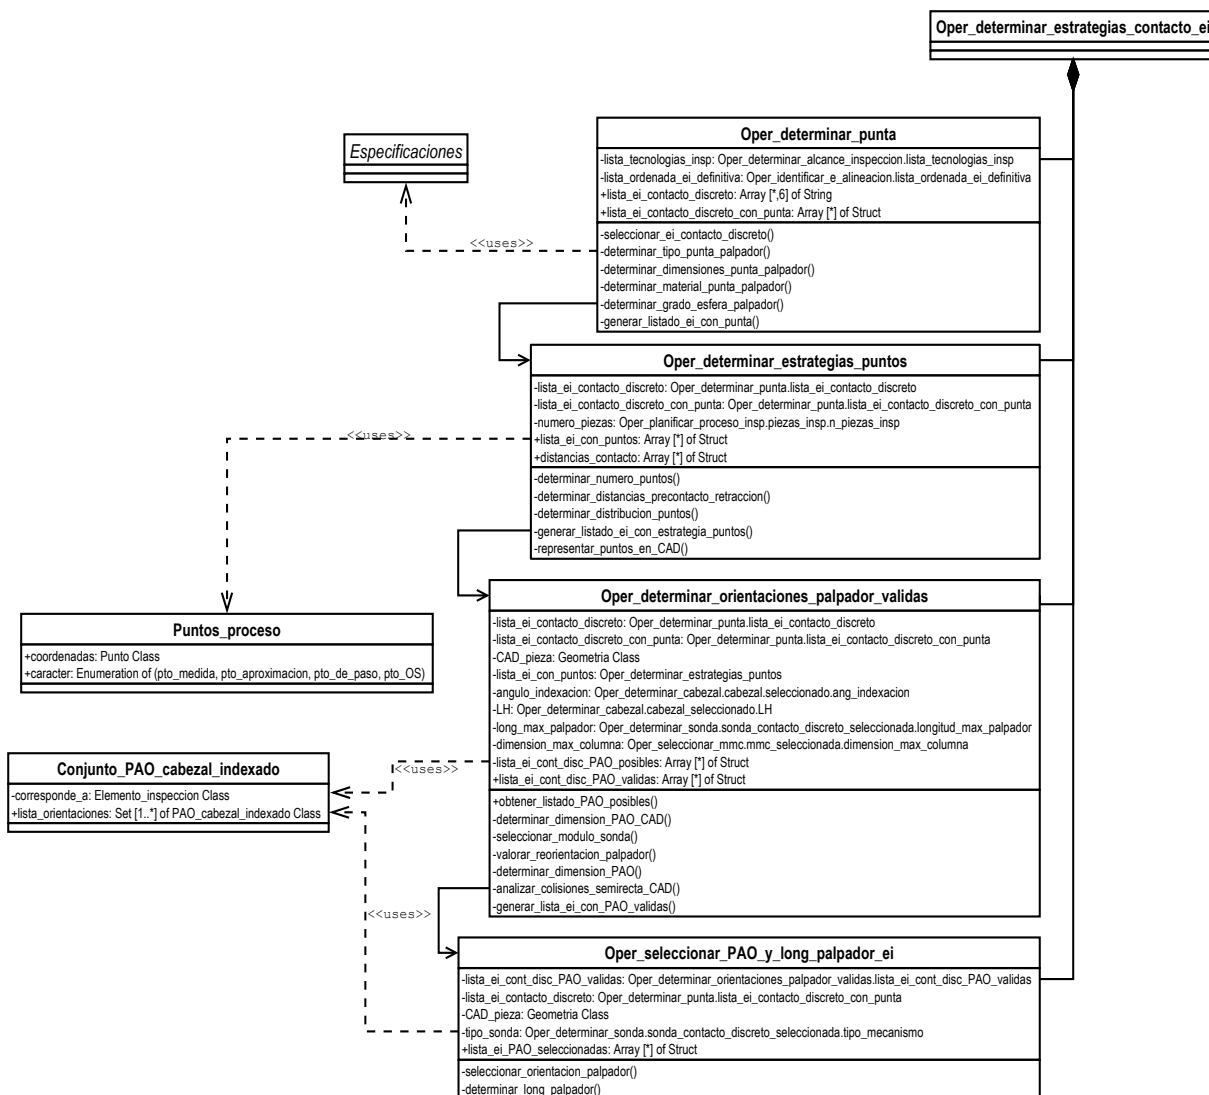 Oper_determinar_estrategias_contacto_ei
Oper_determinar_punta
-lista_tecnologias_insp: Oper_determinar_alcance_inspeccion.lista_tecnologias_insp
-lista_ordenada_ei_definitiva: Oper_identificar_e_alineacion.lista_ordenada_ei_definitiva
+lista_ei_contacto_discreto: Array [*,6] of String
+lista_ei_contacto_discreto_con_punta: Array [*] of Struct
-seleccionar_ei_contacto_discreto()
-determinar_tipo_punta_palpador()
-determinar_dimensiones_punta_palpador()
-determinar_material_punta_palpador()
-determinar_grado_esfera_palpador()
-generar_listado_ei_con_punta()
Especificaciones
<<uses>>
Oper_determinar_estrategias_puntos
-lista_ei_contacto_discreto: Oper_determinar_punta.lista_ei_contacto_discreto
-lista_ei_contacto_discreto_con_punta: Oper_determinar_punta.lista_ei_contacto_discreto_con_punta
-numero_piezas: Oper_planificar_proceso_insp.piezas_insp.n_piezas_insp
+lista_ei_con_puntos: Array [*] of Struct
+distancias_contacto: Array [*] of Struct
-determinar_numero_puntos()
-determinar_distancias_precontacto_retraccion()
-determinar_distribucion_puntos()
-generar_listado_ei_con_estrategia_puntos()
-representar_puntos_en_CAD()
<<uses>>
Puntos_proceso
+coordenadas: Punto Class
+caracter: Enumeration of (pto_medida, pto_aproximacion, pto_de_paso, pto_OS)
Oper_determinar_orientaciones_palpador_validas
-lista_ei_contacto_discreto: Oper_determinar_punta.lista_ei_contacto_discreto
-lista_ei_contacto_discreto_con_punta: Oper_determinar_punta.lista_ei_contacto_discreto_con_punta
-CAD_pieza: Geometria Class
-lista_ei_con_puntos: Oper_determinar_estrategias_puntos
-angulo_indexacion: Oper_determinar_cabezal.cabezal.seleccionado.ang_indexacion
-LH: Oper_determinar_cabezal.cabezal_seleccionado.LH
-long_max_palpador: Oper_determinar_sonda.sonda_contacto_discreto_seleccionada.longitud_max_palpador
-dimension_max_columna: Oper_seleccionar_mmc.mmc_seleccionada.dimension_max_columna
-lista_ei_cont_disc_PAO_posibles: Array [*] of Struct
+lista_ei_cont_disc_PAO_validas: Array [*] of Struct
+obtener_listado_PAO_posibles()
-determinar_dimension_PAO_CAD()
-seleccionar_modulo_sonda()
-valorar_reorientacion_palpador()
-determinar_dimension_PAO()
-analizar_colisiones_semirecta_CAD()
-generar_lista_ei_con_PAO_validas()
Conjunto_PAO_cabezal_indexado
-corresponde_a: Elemento_inspeccion Class
+lista_orientaciones: Set [1..*] of PAO_cabezal_indexado Class
<<uses>>
<<uses>>
Oper_seleccionar_PAO_y_long_palpador_ei
-lista_ei_cont_disc_PAO_validas: Oper_determinar_orientaciones_palpador_validas.lista_ei_cont_disc_PAO_validas
-lista_ei_contacto_discreto: Oper_determinar_punta.lista_ei_contacto_discreto_con_punta
-CAD_pieza: Geometria Class
-tipo_sonda: Oper_determinar_sonda.sonda_contacto_discreto_seleccionada.tipo_mecanismo
+lista_ei_PAO_seleccionadas: Array [*] of Struct
-seleccionar_orientacion_palpador()
-determinar_long_palpador()